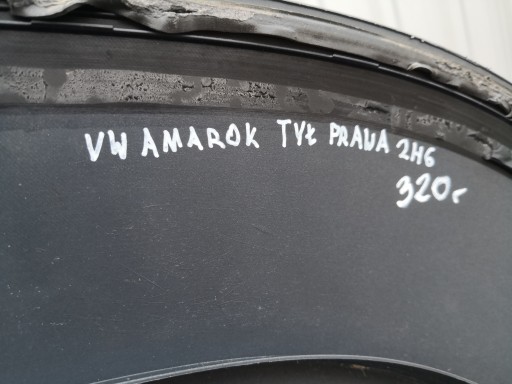 VW AMAROK TYŁ PRAWA 2H6
320,-